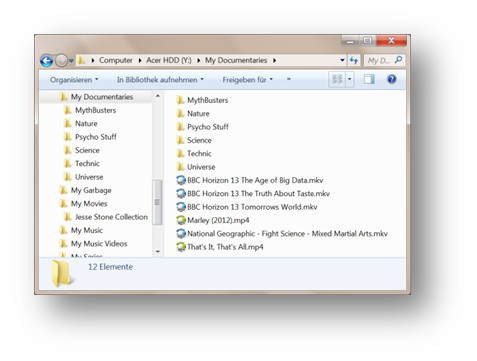 Computer Acer HDD (Y:) My Documentaries My D...
Organisieren In Bibliothek aufnehmen Freigeben für »
My Documentaries
MythBusters
Nature
Psycho Stuff
Science
Technic
Universe
My Garbage
My Movies
Jesse Stone Collection
My Music
My Music Videos
My Series
MythBusters
Nature
Psycho Stuff
Science
Technic
Universe
BBC Horizon 13 The Age of Big Data.mkv
BBC Horizon 13 The Truth About Taste.mkv
BBC Horizon 13 Tomorrows World.mkv
Marley (2012).mp4
National Geographic - Fight Science - Mixed Martial Arts.mkv
That's It, That's All.mp4
12 Elemente